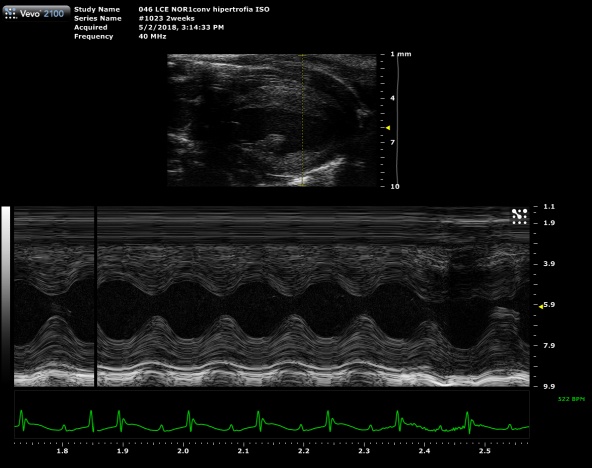 Vevo 2100
Study Name 046 LCE NOR1conv hipertrofia ISO
Series Name #1023 2weeks
Acquired 5/2/2018, 3:14:33 PM
Frequency 40 MHz
1 mm
4
7
10
1.1
1.9
3.9
5.9
7.9
9.9
522 BPM
1.8 1.9 2.0 2.1 2.2 2.3 2.4 2.5